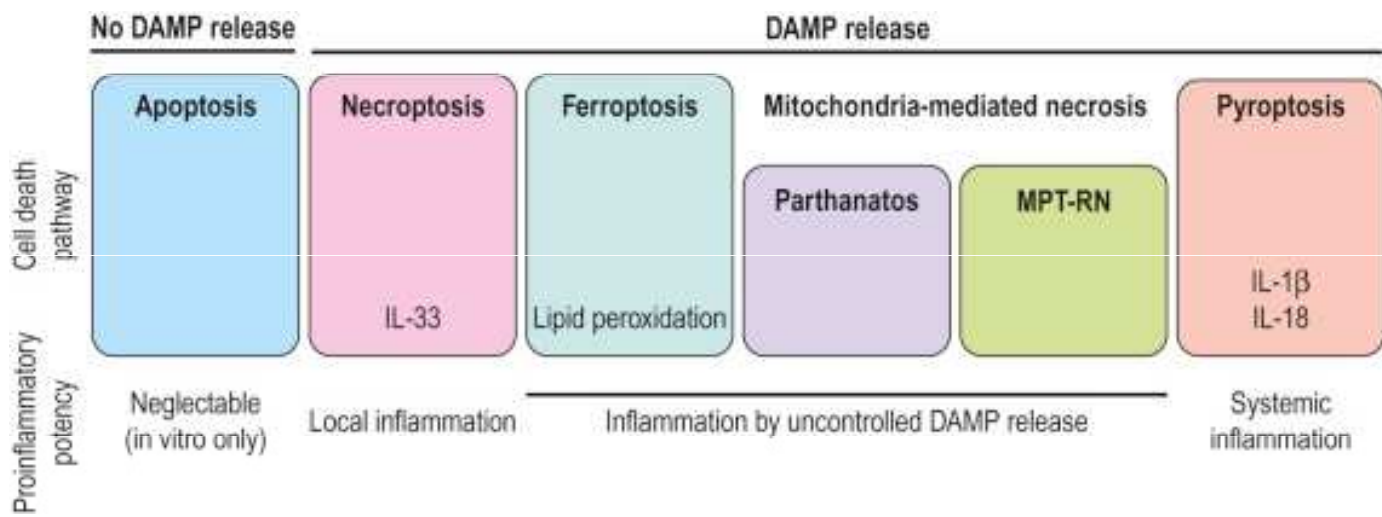 No DAMP release
DAMP release
Apoptosis
Necroptosis
Ferroptosis
Mitochondria-mediated necrosis
Pyroptosis
Parthanatos
MPT-RN
Cell death
pathway
IL-33
Lipid peroxidation
IL-1β
IL-18
Proinflammatory
potency
Neglectable
(in vitro only)
Local inflammation
Inflammation by uncontrolled DAMP release
Systemic
inflammation